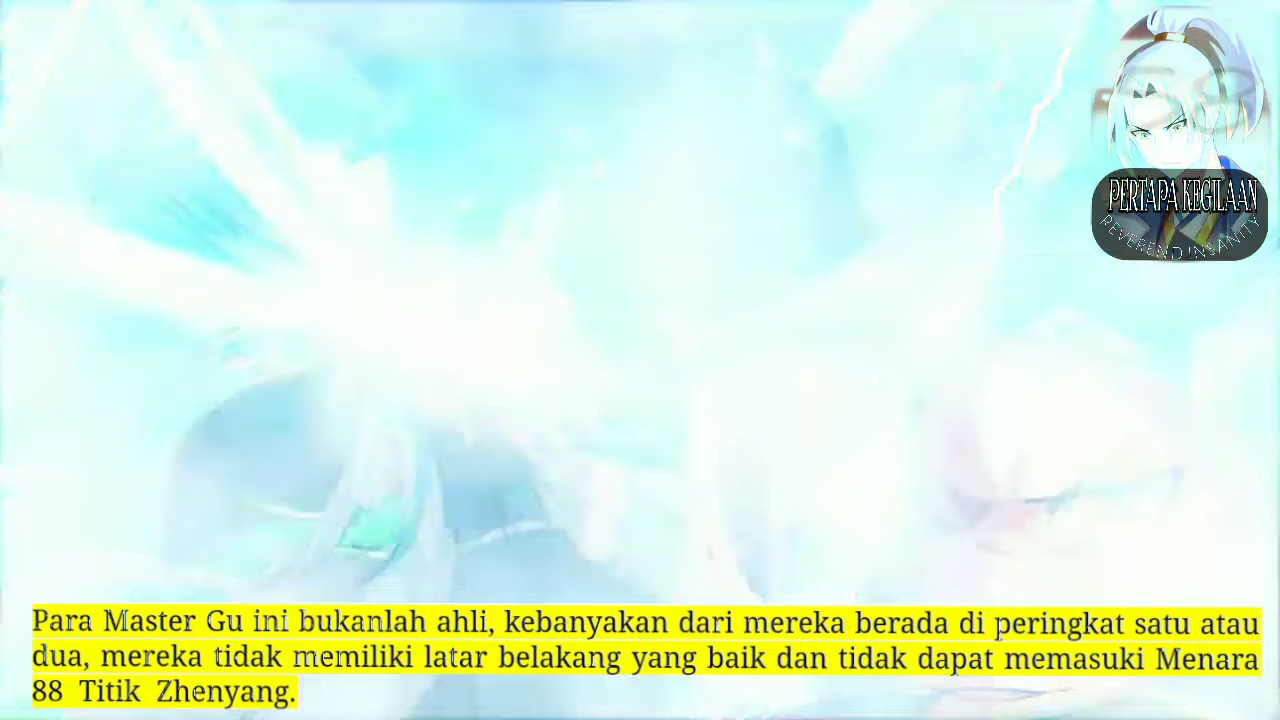 PERTAPA KEGILAAN
REVEREND INSANITY
Para Master Gu ini bukanlah ahli, kebanyakan dari mereka berada di peringkat satu atau
dua, mereka tidak memiliki latar belakang yang baik dan tidak dapat memasuki Menara
88 Titik Zhenyang.